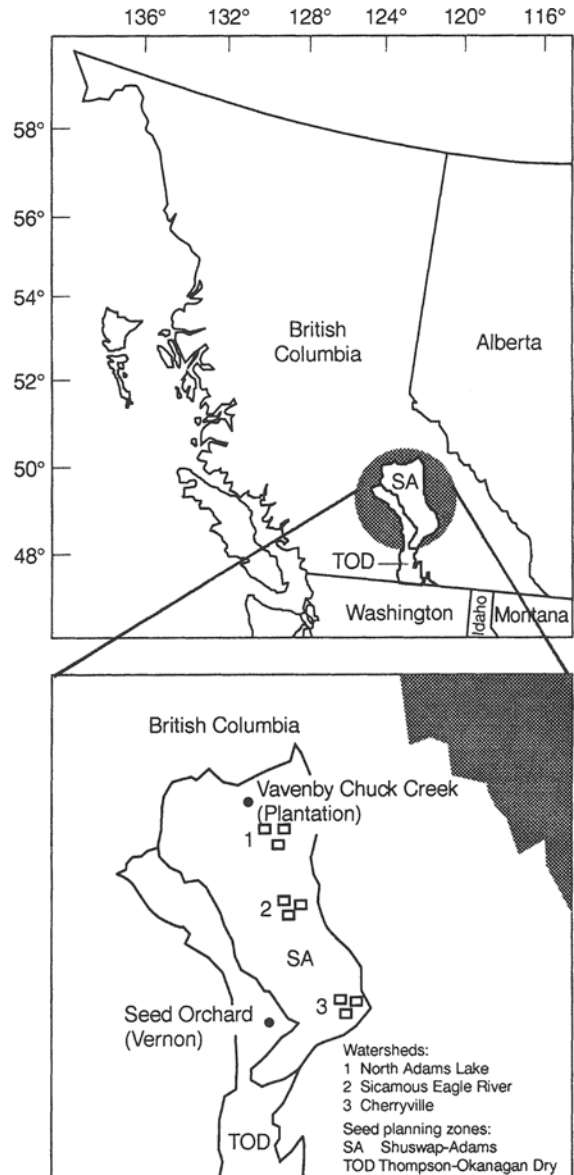 136° 132° 128° 124° 120° 116°
58°
56°
54°
52°
50°
48°
British
Columbia
Alberta
SA
TOD
Washington
Idaho
Montana
British Columbia
Vavenby Chuck Creek
(Plantation)
1
2
SA
3
Seed Orchard
(Vernon)
Watersheds:
1 North Adams Lake
2 Sicamous Eagle River
3 Cherryville
Seed planning zones:
SA Shuswap-Adams
TOD Thompson-Okanagan Dry
TOD